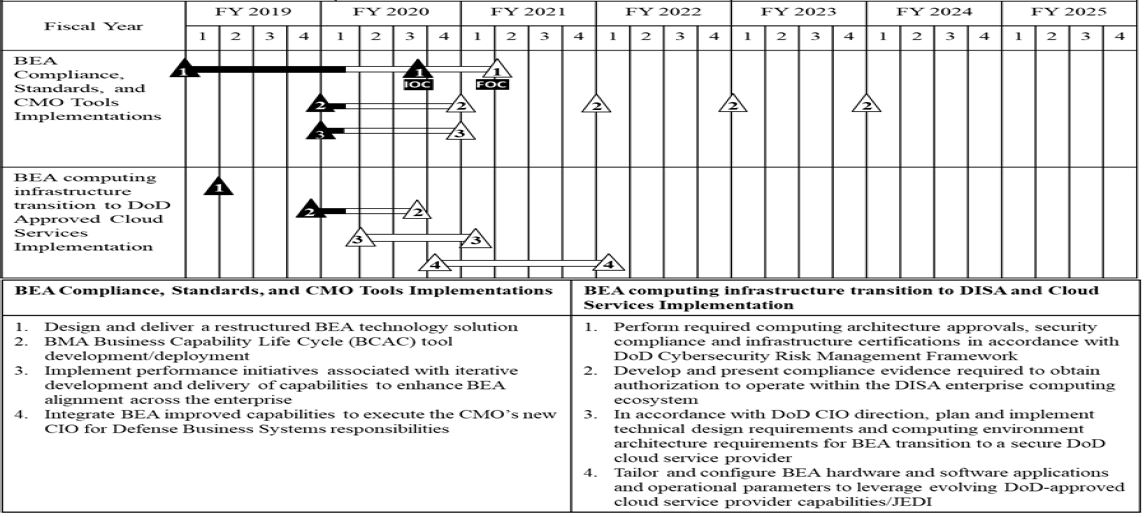 Fiscal Year
FY 2019 FY 2020 FY 2021 FY 2022 FY 2023 FY 2024 FY 2025
1 2 3 4 1 2 3 4 1 2 3 4 1 2 3 4 1 2 3 4 1 2 3 4 1 2 3 4
BEA
Compliance,
Standards, and
CMO Tools
Implementations
1 1 1
IOC FOC
2 2 2 2 2
3 3
BEA computing
infrastructure
transition to DoD
Approved Cloud
Services
Implementation
1
2 2
3 3
4 4
BEA Compliance, Standards, and CMO Tools Implementations
1. Design and deliver a restructured BEA technology solution
2. BMA Business Capability Life Cycle (BCAC) tool
development/deployment
3. Implement performance initiatives associated with iterative
development and delivery of capabilities to enhance BEA
alignment across the enterprise
4. Integrate BEA improved capabilities to execute the CMO's new
CIO for Defense Business Systems responsibilities
BEA computing infrastructure transition to DISA and Cloud
Services Implementation
1. Perform required computing architecture approvals, security
compliance and infrastructure certifications in accordance with
DoD Cybersecurity Risk Management Framework
2. Develop and present compliance evidence required to obtain
authorization to operate within the DISA enterprise computing
ecosystem
3. In accordance with DoD CIO direction, plan and implement
technical design requirements and computing environment
architecture requirements for BEA transition to a secure DoD
cloud service provider
4. Tailor and configure BEA hardware and software applications
and operational parameters to leverage evolving DoD-approved
cloud service provider capabilities/JEDI